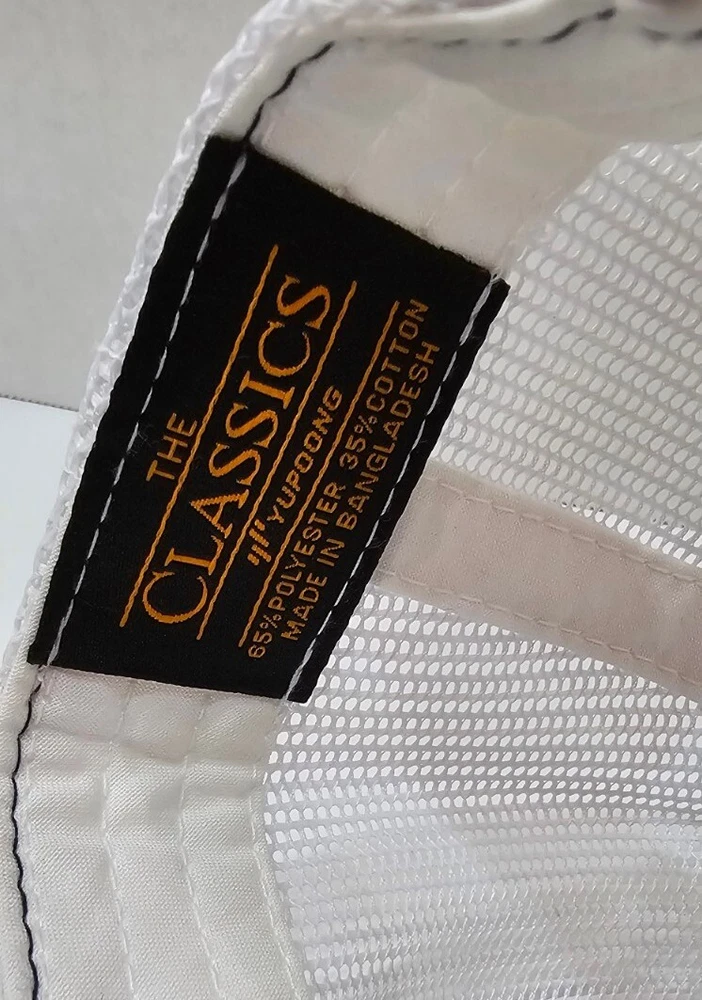 THE
CLASSICS
YUPOONG
65% POLYESTER 35% COTTON
MADE IN BANGLADESH